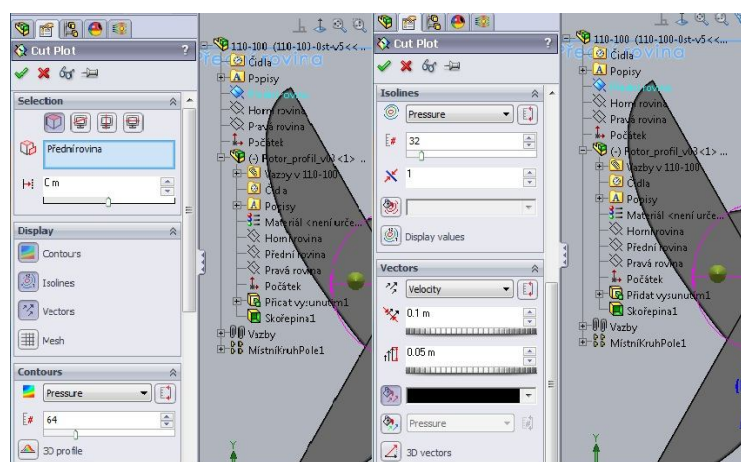 Cut Plot ?
Selection
Přední rovina
0 m
Display
Contours
Isolines
Vectors
Mesh
Contours
Pressure
64
3D profile
110-100 (110-10)-0st-v5<<...
Čidla
Popisy
Přední rovina
Horní rovina
Pravá rovina
Počátek
(-) Rotor_profil_v03<1> ...
Vazby v 110-100
Čidla
Popisy
Materiál <není urče...
Horní rovina
Přední rovina
Pravá rovina
Počátek
Přidat vysunutím1
Skořepina1
Vazby
MístníKruhPole1
Y
Cut Plot ?
Isolines
Pressure
32
1
Display values
Vectors
Velocity
0.1 m
0.05 m
Pressure
3D vectors
110-100 (110-100-0st-v5<<...
Čidla
Popisy
Horní rovina
Pravá rovina
Počátek
(-) Rotor_profil_v03<1> ...
Vazby v 110-100
Čidla
Popisy
Materiál <není urče...
Horní rovina
Přední rovina
Pravá rovina
Počátek
Přidat vysunutím1
Skořepina1
Vazby
MístníKruhPole1
Y